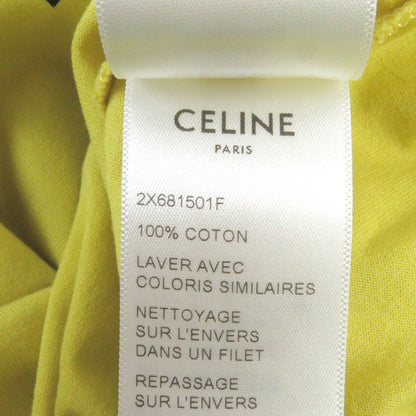 CELINE
PARIS
2X681501F
100% COTON
LAVER AVEC
COLORIS SIMILAIRES
NETTOYAGE
SUR L'ENVERS
DANS UN FILET
REPASSAGE
SUR L'ENVERS